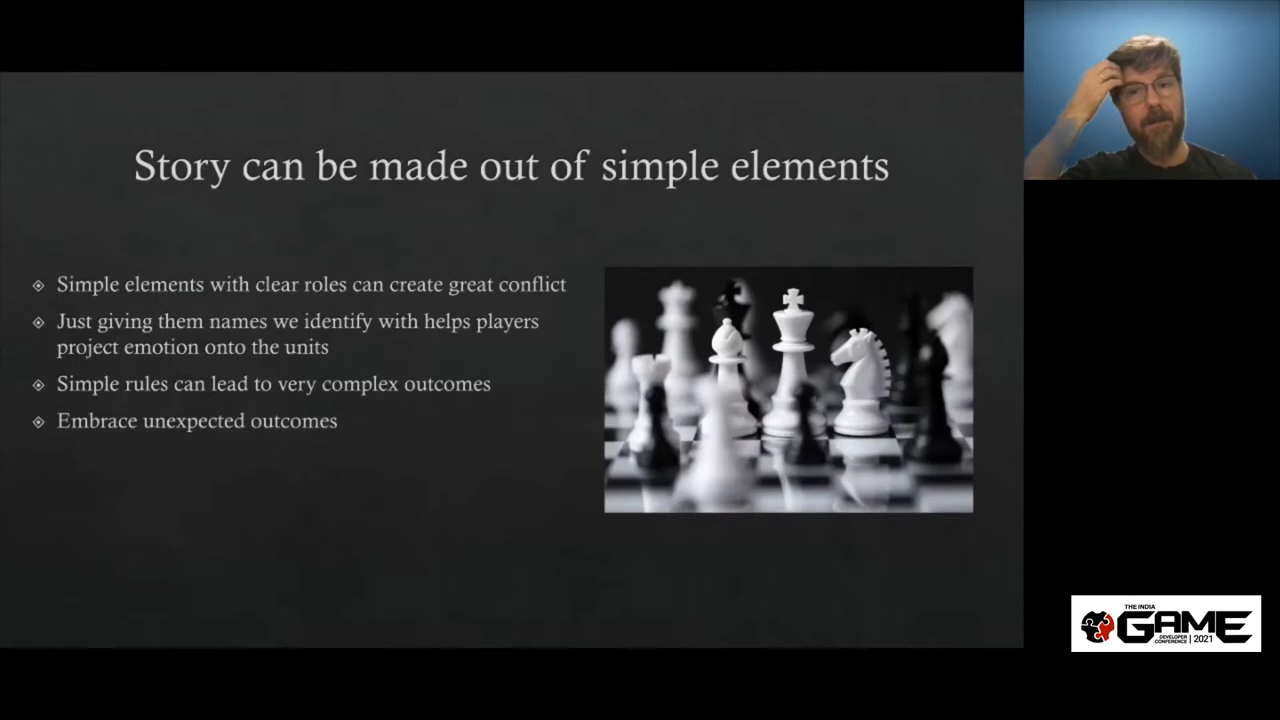 Story can be made out of simple elements
Simple elements with clear roles can create great conflict
Just giving them names we identify with helps players
project emotion onto the units
Simple rules can lead to very complex outcomes
Embrace unexpected outcomes
THE INDIA
GAME
DEVELOPER
CONFERENCE | 2021